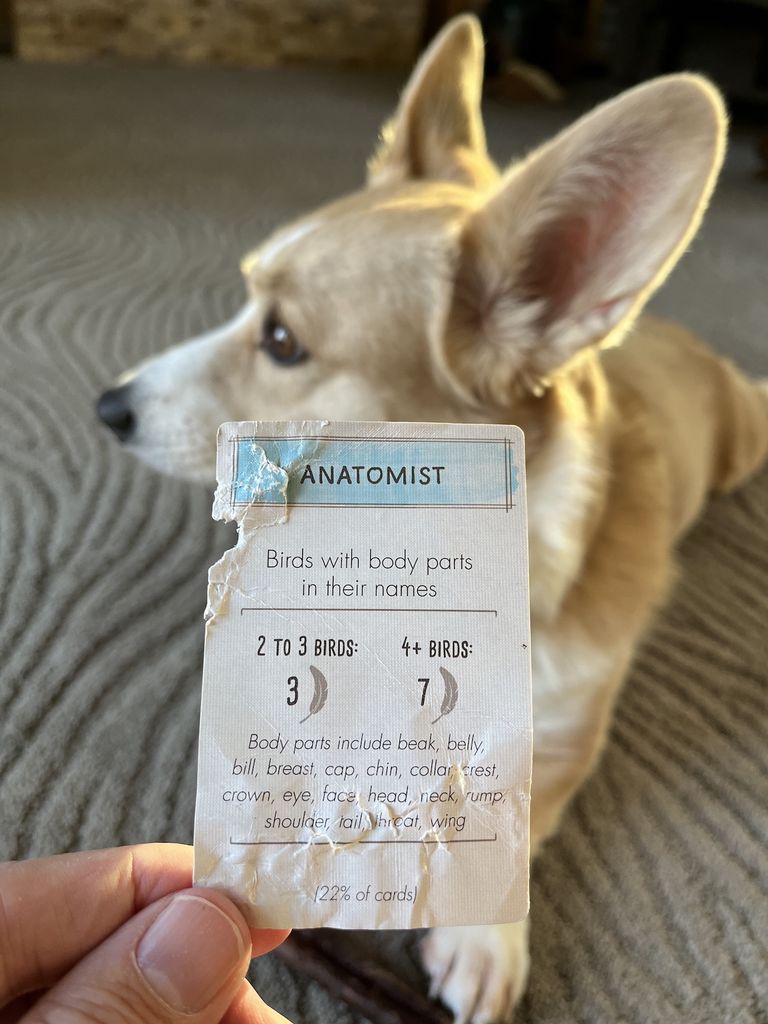 ANATOMIST
Birds with body parts
in their names
2 TO 3 BIRDS: 4+ BIRDS:
3 7
Body parts include beak, belly,
bill, breast, cap, chin, collar, crest,
crown, eye, face, head, neck, rump,
shoulder, tail, throat, wing
(22% of cards)